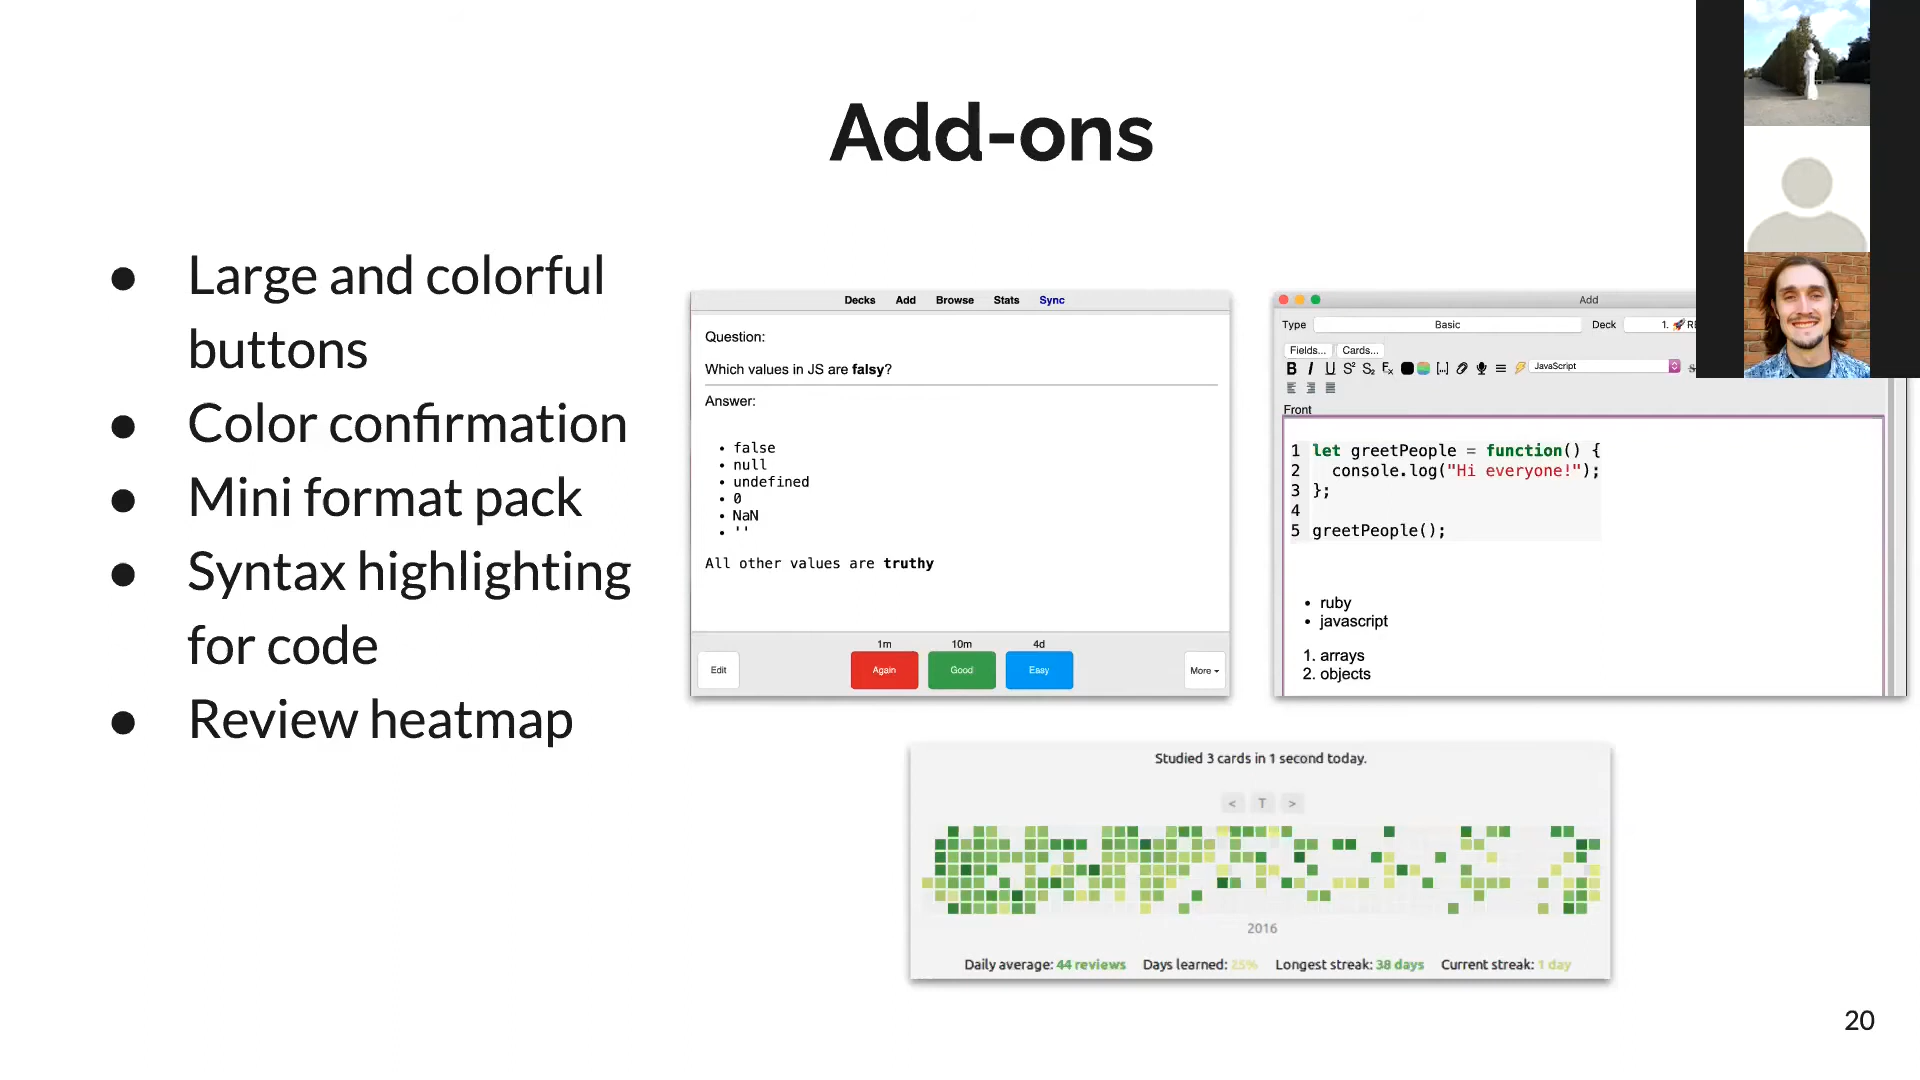 Add-ons
● Large and colorful
buttons
● Color confirmation
● Mini format pack
● Syntax highlighting
for code
● Review heatmap
Decks Add Browse Stats Sync
Question:
Which values in JS are falsy?
Answer:
• false
• null
• undefined
• 0
• NaN
• ''
All other values are truthy
1m 10m 4d
Edit Again Good Easy More
Add
Type Basic Deck 1.
Fields... Cards...
B I U S² S₂ Fx [...] JavaScript
Front
1 let greetPeople = function() {
2 console.log("Hi everyone!");
3 };
4
5 greetPeople();
• ruby
• javascript
1. arrays
2. objects
Studied 3 cards in 1 second today.
< T >
2016
Daily average: 44 reviews Days learned: 25% Longest streak: 38 days Current streak: 1 day
20